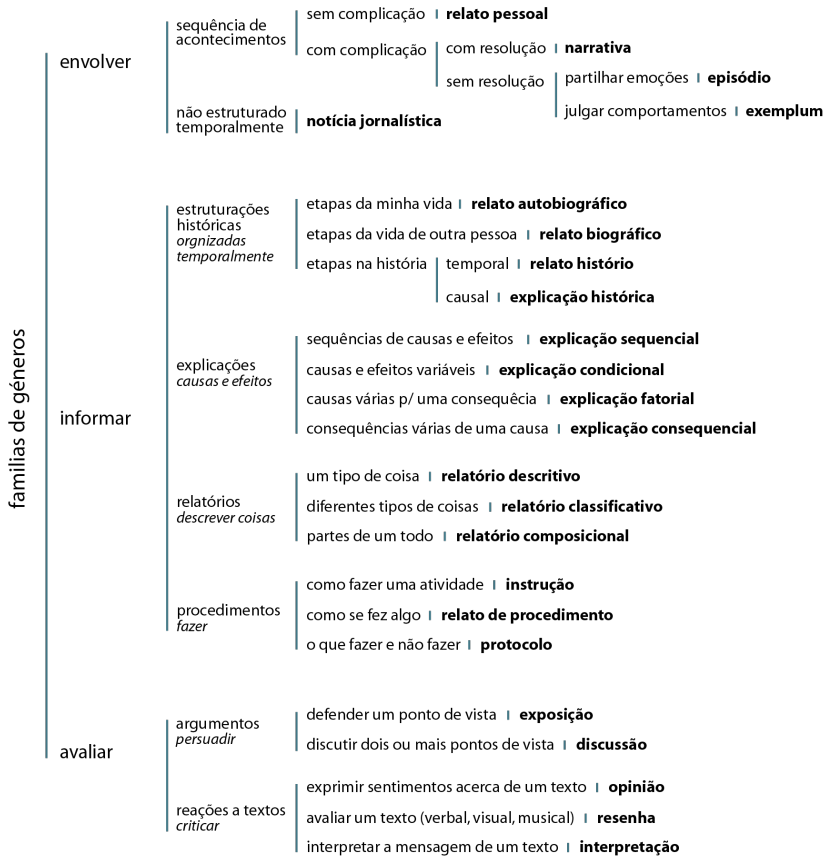 familias de géneros
envolver
sequência de
acontecimentos
sem complicação
relato pessoal
com complicação
com resolução
narrativa
sem resolução
partilhar emoções
episódio
julgar comportamentos
exemplum
não estruturado
temporalmente
notícia jornalística
informar
estruturações
históricas
orgnizadas
temporalmente
etapas da minha vida
relato autobiográfico
etapas da vida de outra pessoa
relato biográfico
etapas na história
temporal
relato histório
causal
explicação histórica
explicações
causas e efeitos
sequências de causas e efeitos
explicação sequencial
causas e efeitos variáveis
explicação condicional
causas várias p/ uma consequêcia
explicação fatorial
consequências várias de uma causa
explicação consequencial
relatórios
descrever coisas
um tipo de coisa
relatório descritivo
diferentes tipos de coisas
relatório classificativo
partes de um todo
relatório composicional
procedimentos
fazer
como fazer uma atividade
instrução
como se fez algo
relato de procedimento
o que fazer e não fazer
protocolo
avaliar
argumentos
persuadir
defender um ponto de vista
exposição
discutir dois ou mais pontos de vista
discussão
reações a textos
criticar
exprimir sentimentos acerca de um texto
opinião
avaliar um texto (verbal, visual, musical)
resenha
interpretar a mensagem de um texto
interpretação